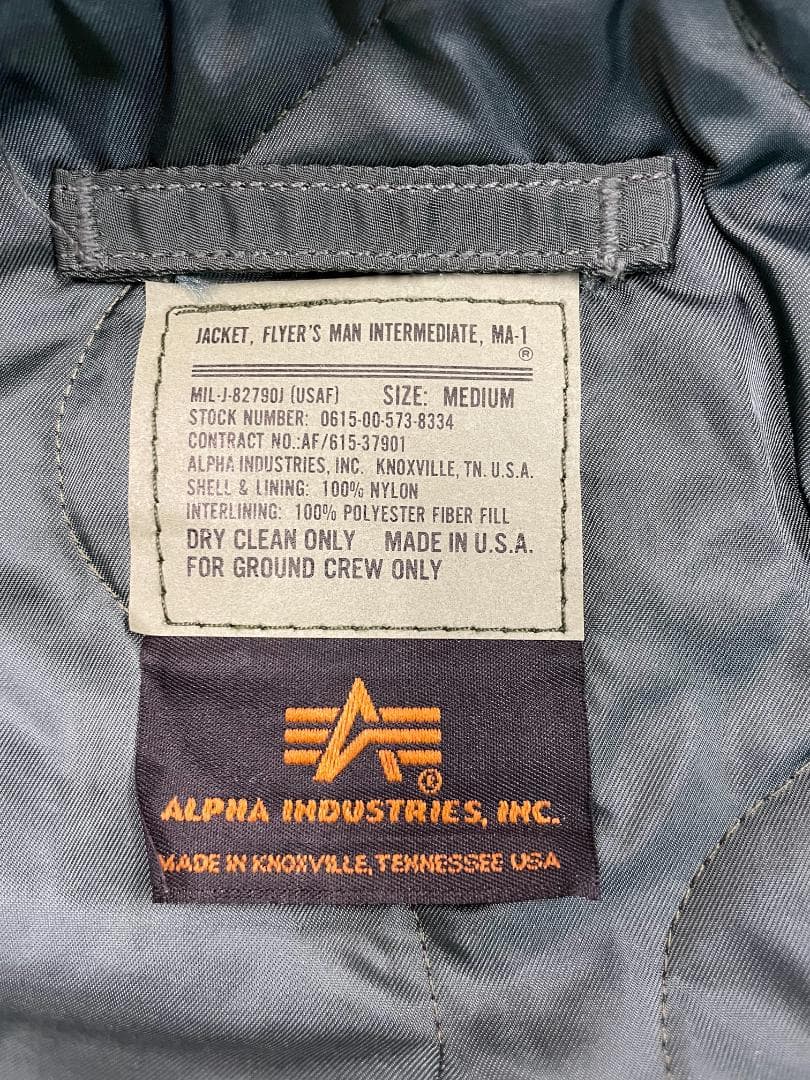 JACKET, FLYER'S MAN INTERMEDIATE, MA-1
®
MIL-J-82790J (USAF) SIZE: MEDIUM
STOCK NUMBER: 0615-00-573-8334
CONTRACT NO.:AF/615-37901
ALPHA INDUSTRIES, INC. KNOXVILLE, TN. U.S.A.
SHELL & LINING: 100% NYLON
INTERLINING: 100% POLYESTER FIBER FILL
DRY CLEAN ONLY MADE IN U.S.A.
FOR GROUND CREW ONLY
®
ALPHA INDUSTRIES, INC.
MADE IN KNOXVILLE, TENNESSEE USA